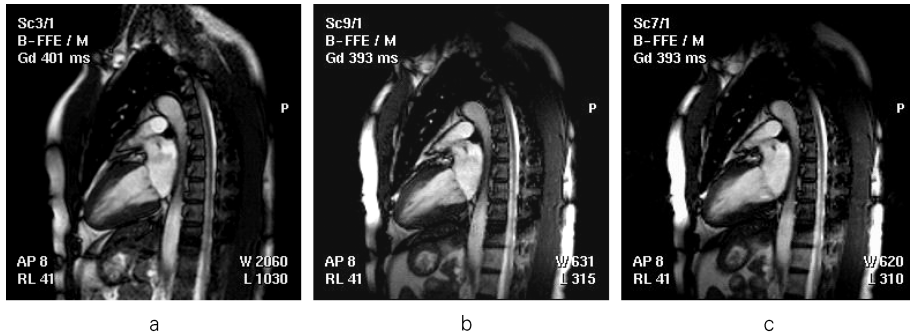 Sc3/1
B-FFE / M
Gd 401 ms
P
AP 8
RL 41
W 2060
L 1030
Sc9/1
B-FFE / M
Gd 393 ms
P
AP 8
RL 41
W 631
L 315
Sc7/1
B-FFE / M
Gd 393 ms
P
AP 8
RL 41
W 620
L 310
a
b
c